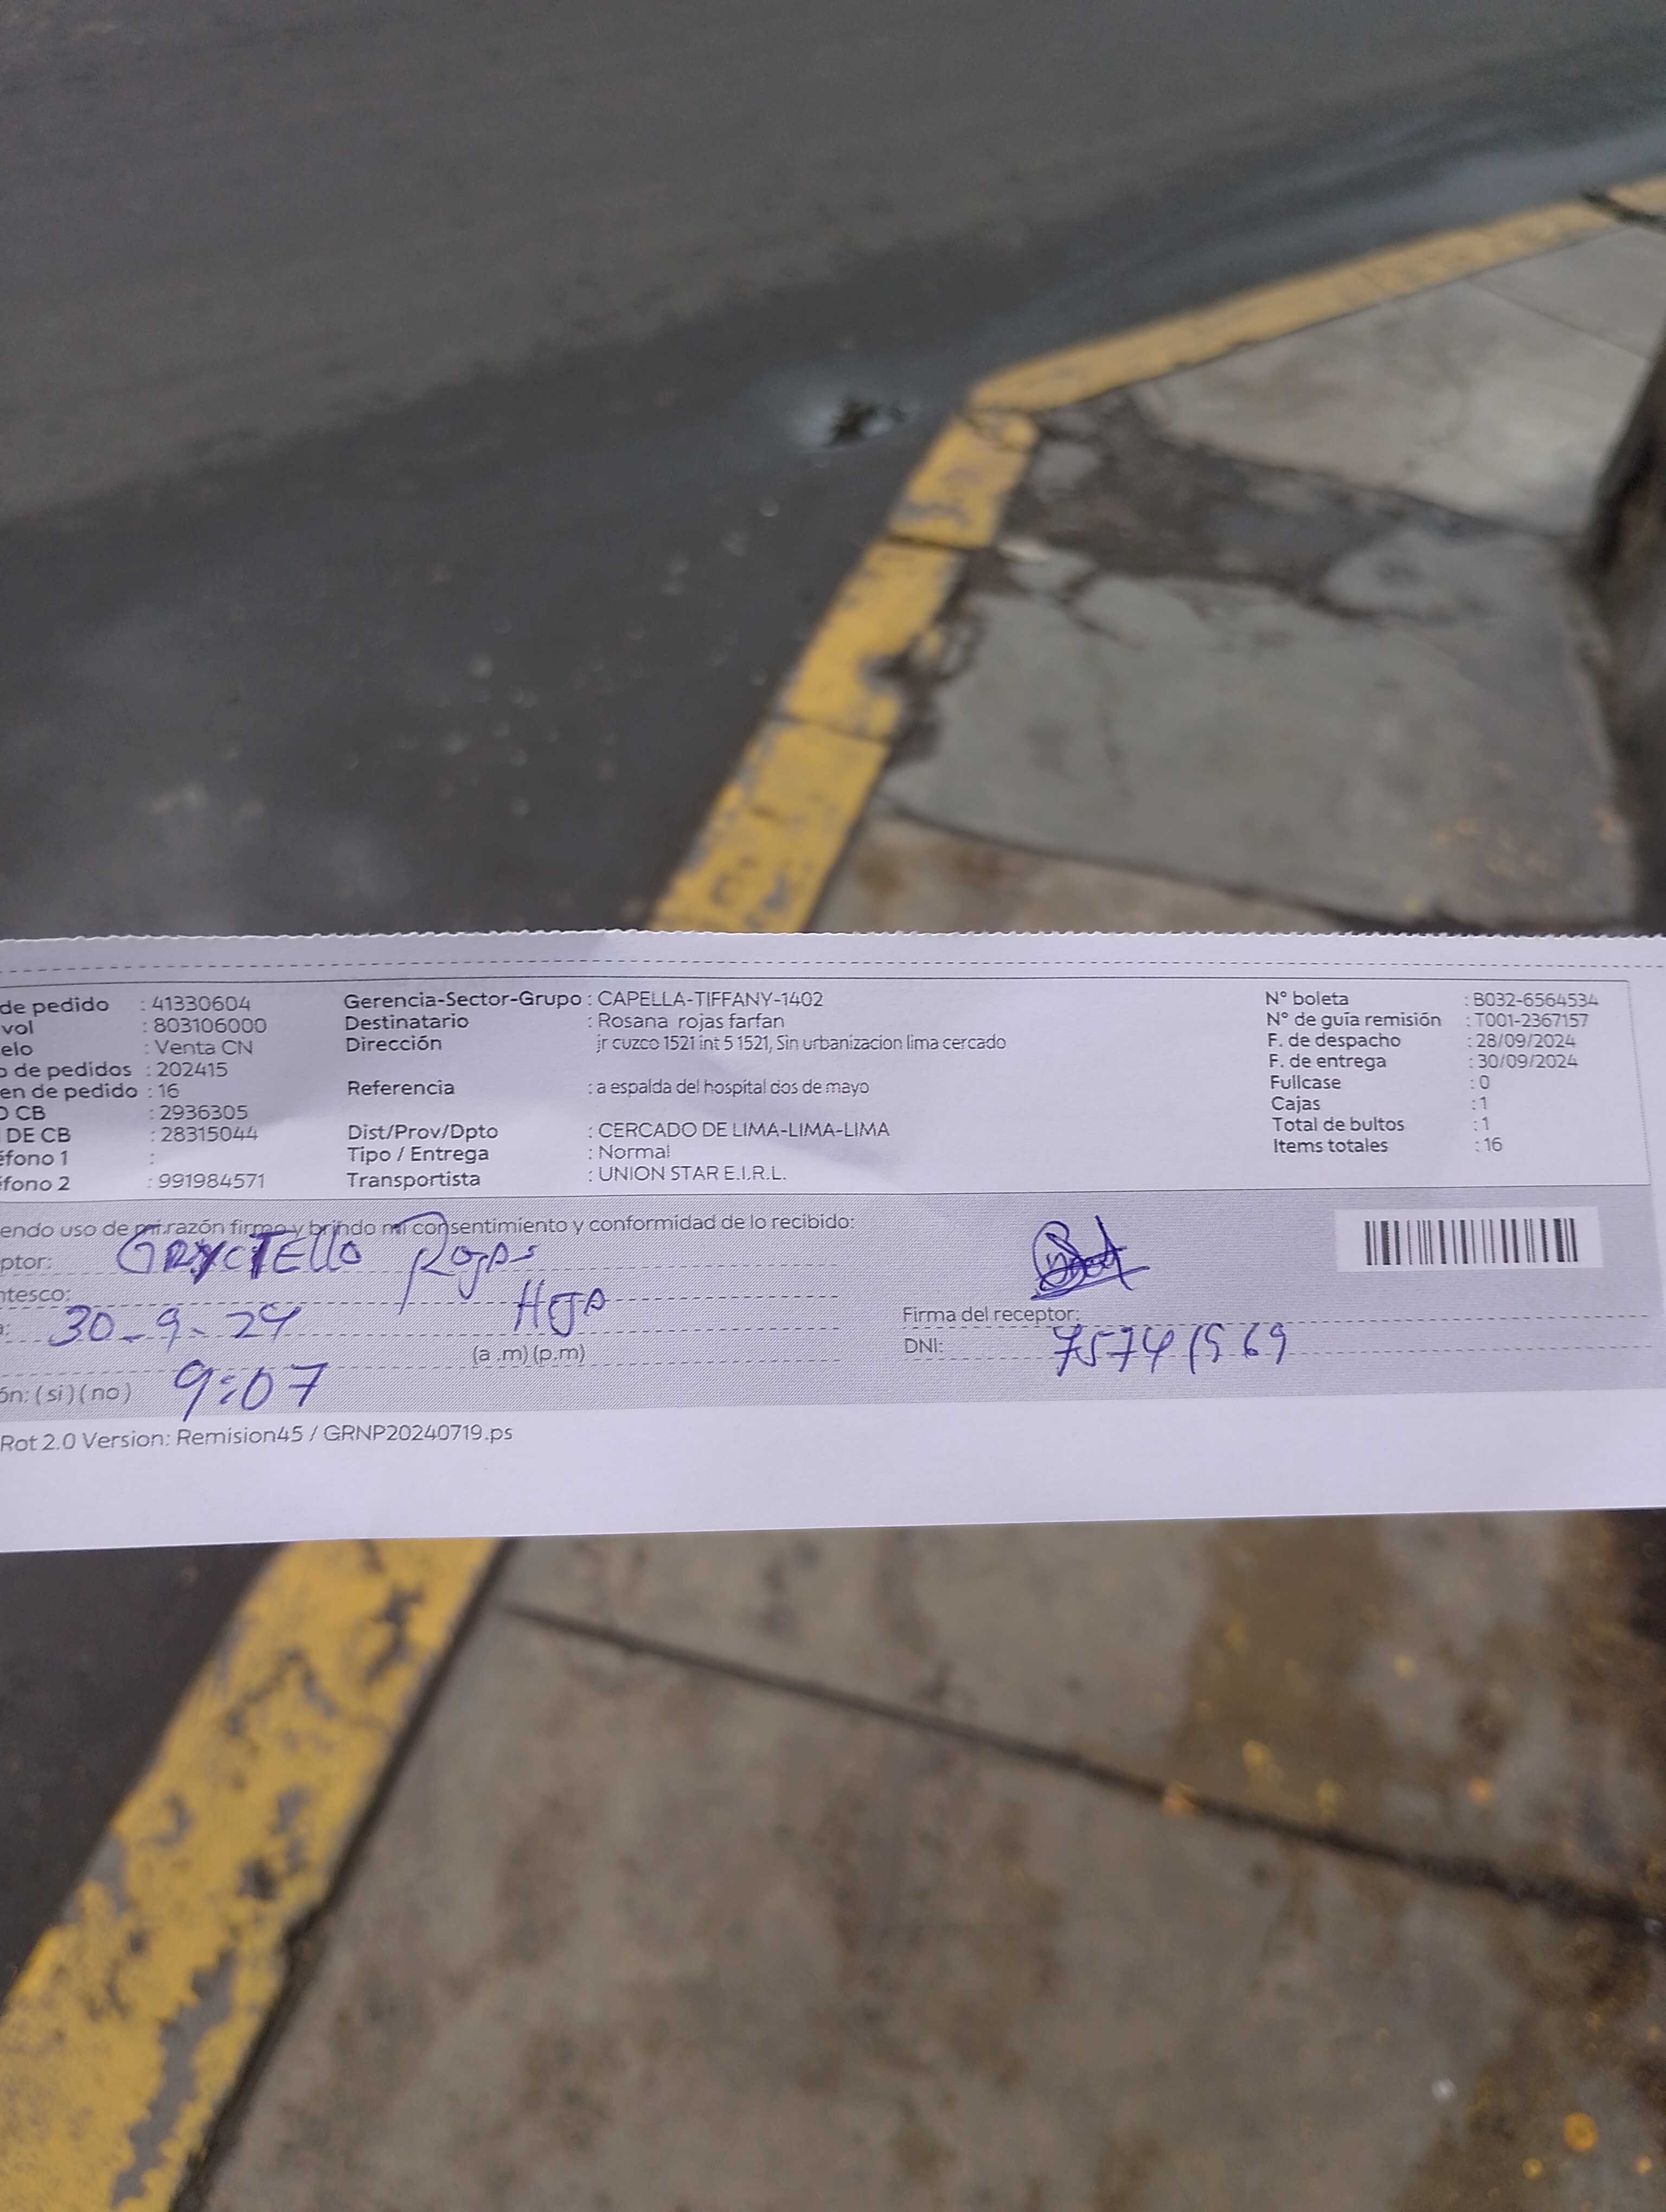 de pedido : 41330604 Gerencia-Sector-Grupo : CAPELLA-TIFFANY-1402 N° boleta : B032-6564534
vol : 803106000 Destinatario : Rosana rojas farfan N° de guía remisión : T001-2367157
elo : Venta CN Dirección : jr cuzco 1521 int 5 1521, Sin urbanizacion lima cercado F. de despacho : 28/09/2024
o de pedidos : 202415 F. de entrega : 30/09/2024
en de pedido : 16 Referencia : a espalda del hospital dos de mayo Fullcase : 0
O CB : 2936305 Cajas : 1
DE CB : 28315044 Dist/Prov/Dpto : CERCADO DE LIMA-LIMA-LIMA Total de bultos : 1
éfono 1 : Tipo / Entrega : Normal Items totales : 16
fono 2 : 991984571 Transportista : UNION STAR E.I.R.L.
endo uso de mi razón firmo y brindo mi consentimiento y conformidad de lo recibido:
ptor: Rojas
ntesco: HIJA
a: 30-9-24 Firma del receptor:
(a .m) (p.m) DNI: 75741969
ón: ( si ) ( no ) 9:07
Rot 2.0 Version: Remision45 / GRNP20240719.ps